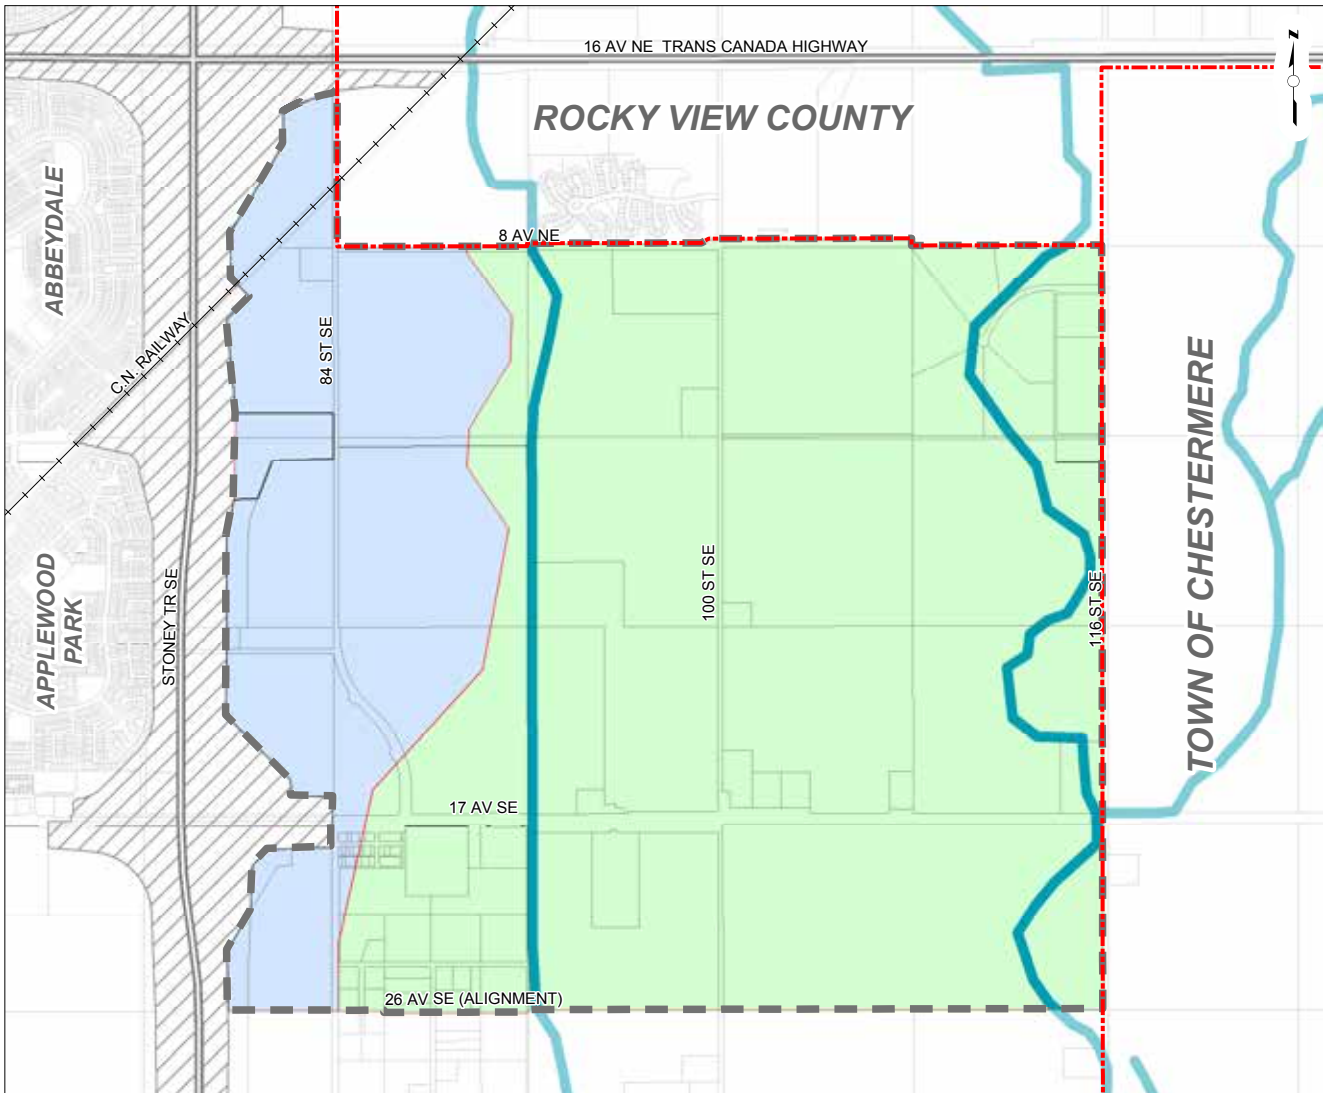 16 AV NE TRANS CANADA HIGHWAY
z
ROCKY VIEW COUNTY
ABBEYDALE
8 AV NE
C.N. RAILWAY
84 ST SE
TOWN OF CHESTERMERE
APPLEWOOD
PARK
STONEY TR SE
100 ST SE
116 ST SE
17 AV SE
26 AV SE (ALIGNMENT)